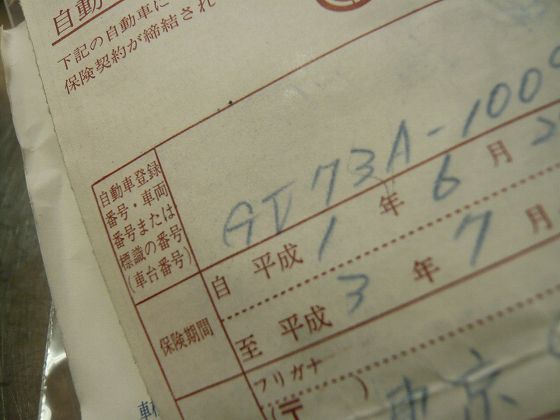 自動
下記の自動車に
保険契約が締結され
自動車登録
番号・車両
番号または
標識の番号
(車台番号)
GV73A-100
保険期間
自 平成 1 年 6 月 2
至 平成 3 年 7 月
フリガナ
(〒 )
東京